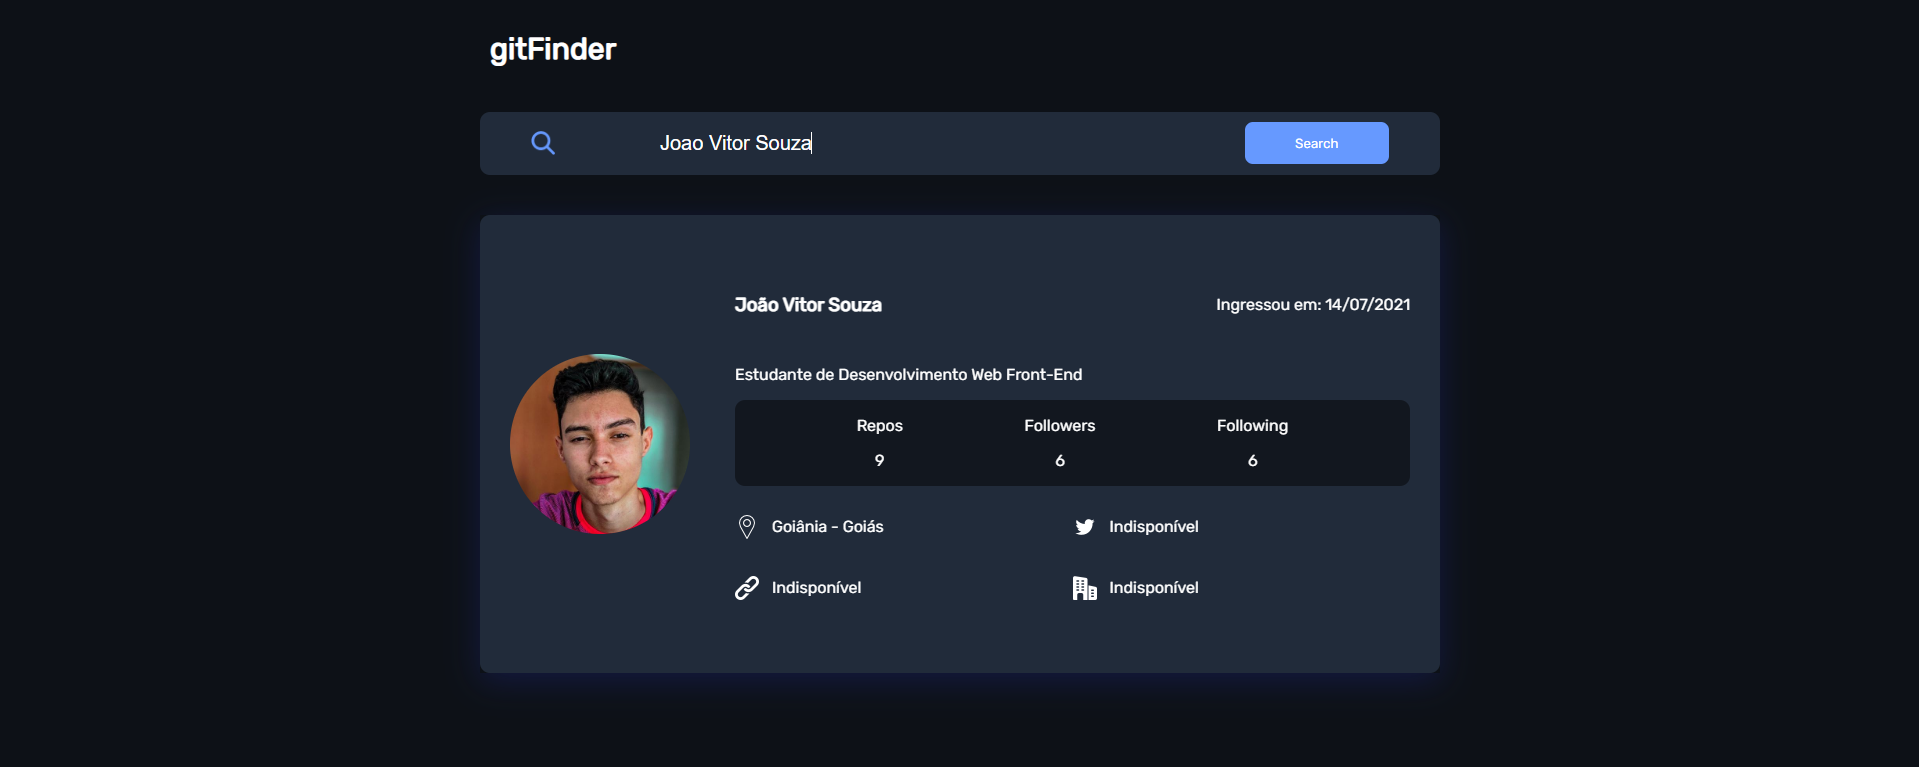 gitFinder
Joao Vitor Souza
Search
João Vitor Souza
Ingressou em: 14/07/2021
Estudante de Desenvolvimento Web Front-End
Repos Followers Following
9 6 6
Goiânia - Goiás
Indisponível
Indisponível
Indisponível